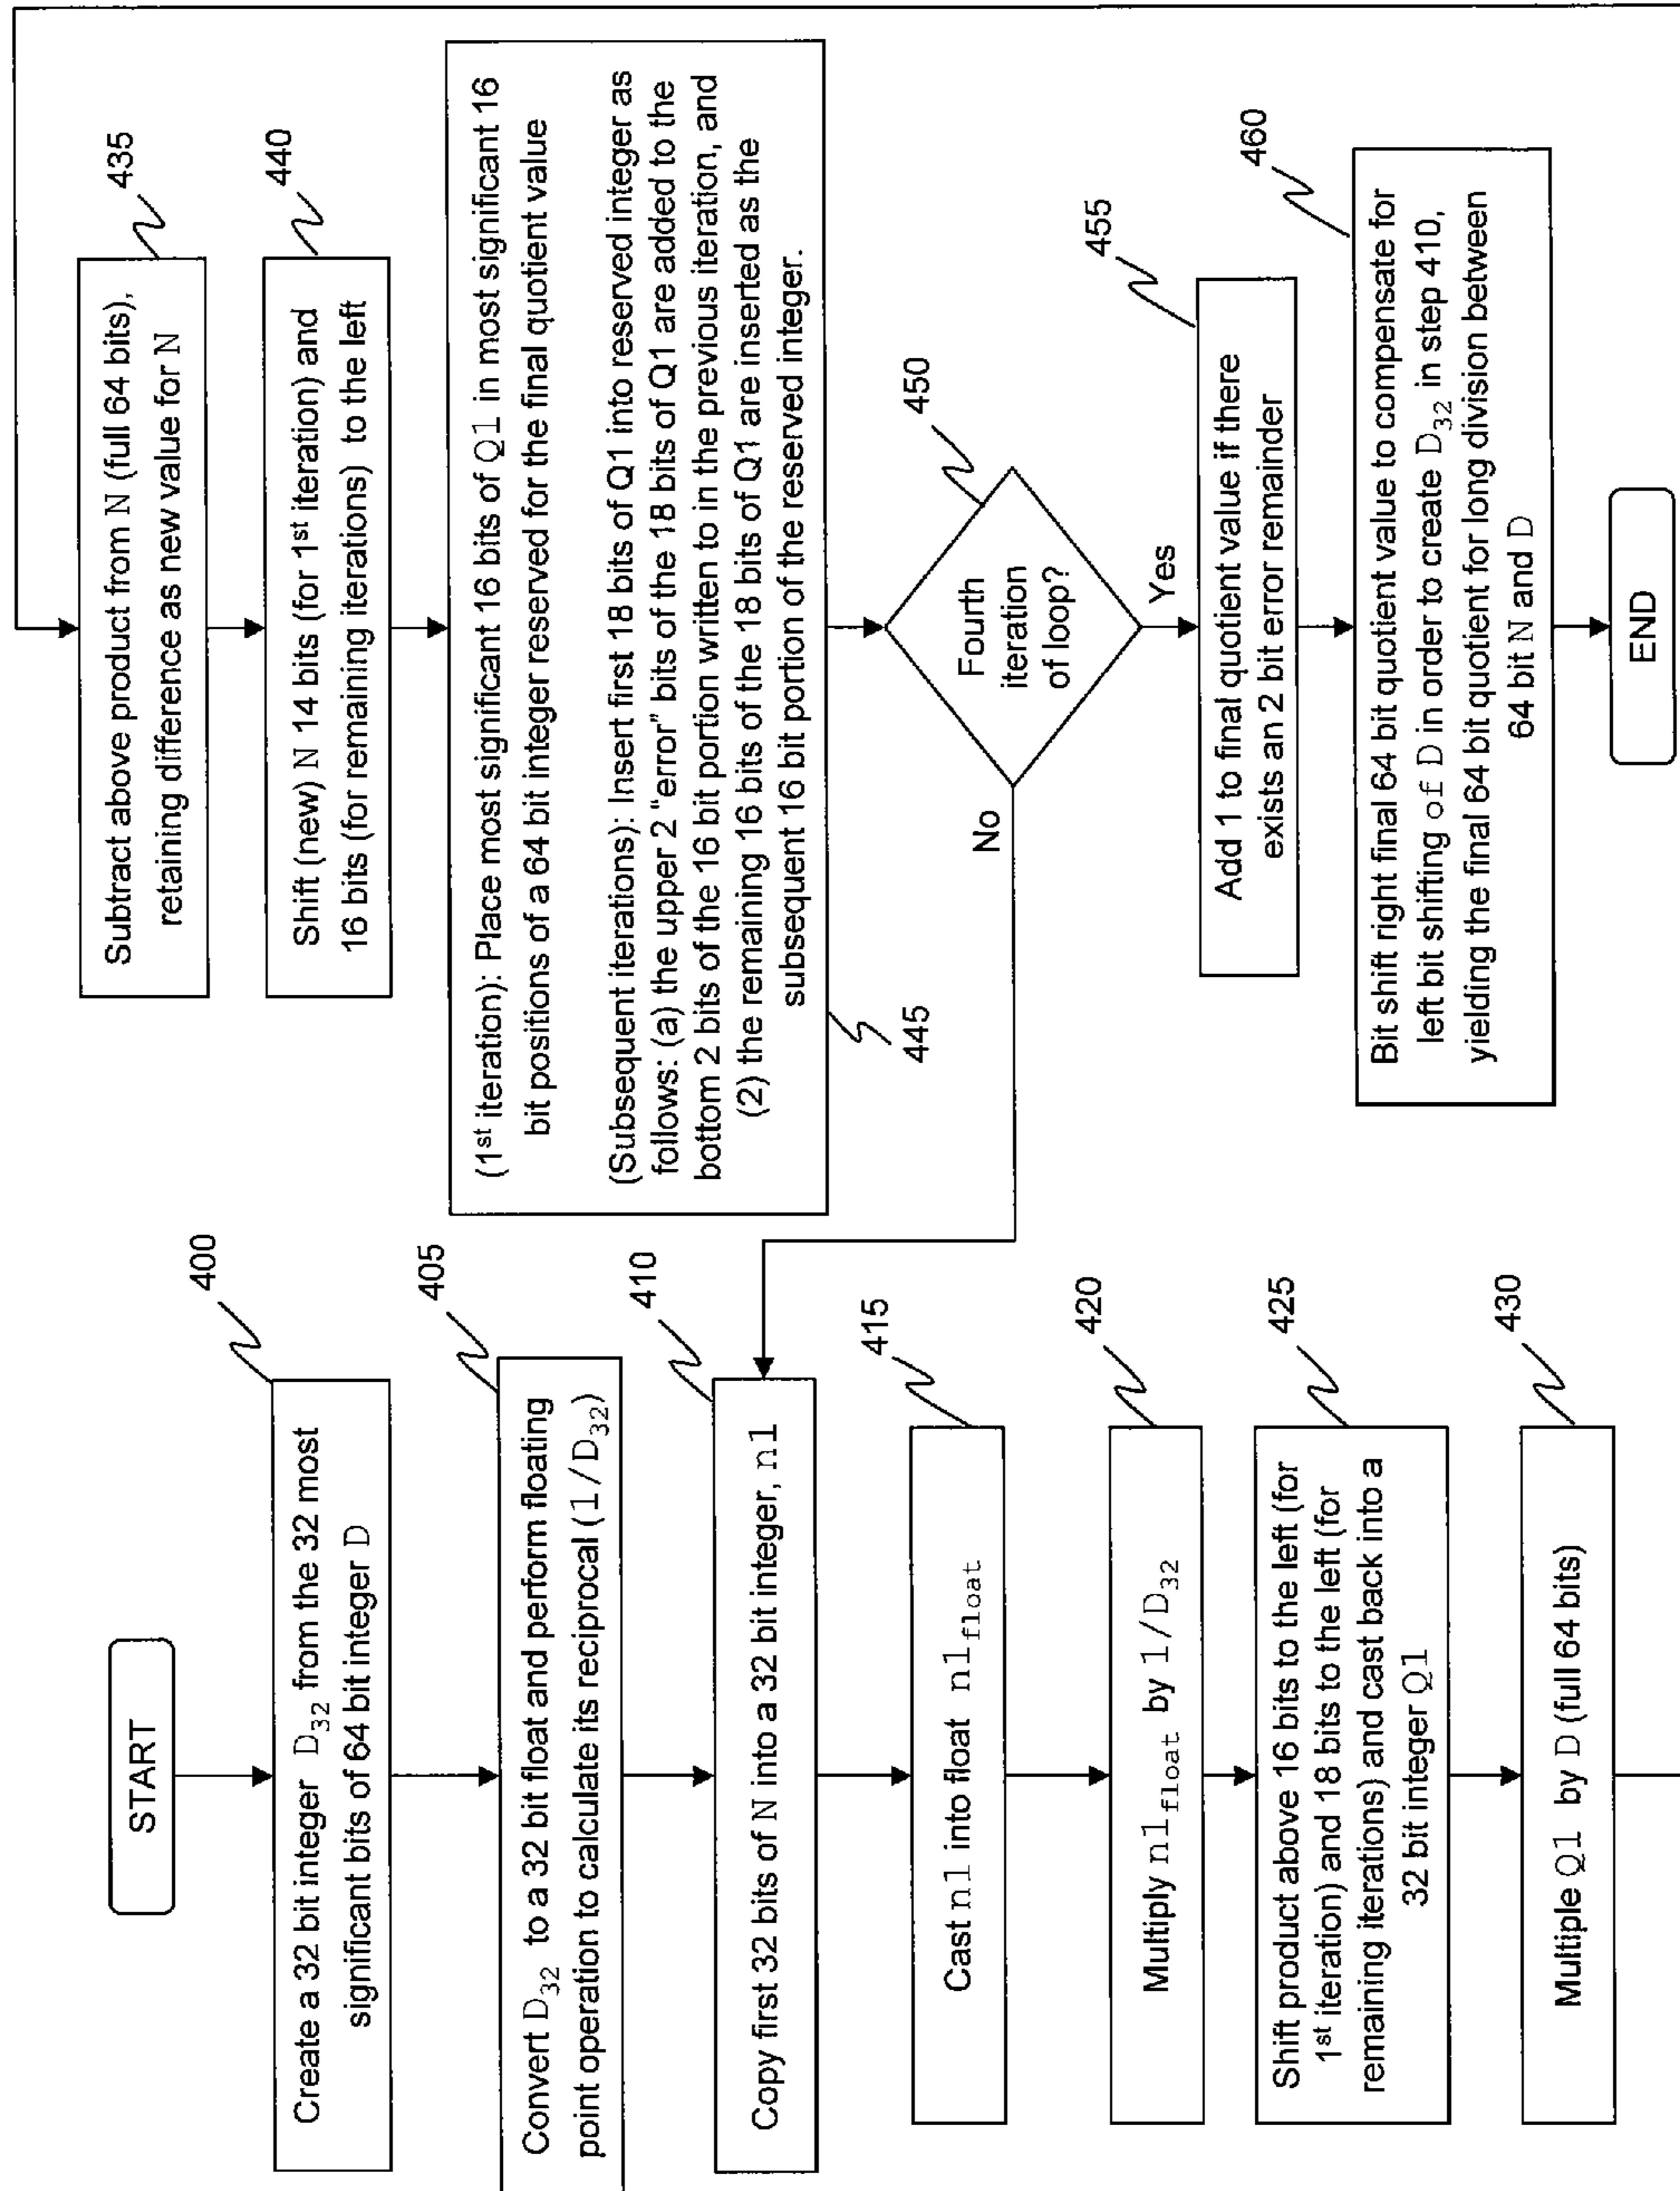 START
Create a 32 bit integer D32 from the 32 most
significant bits of 64 bit integer D
400
Convert D32 to a 32 bit float and perform floating
point operation to calculate its reciprocal (1/D32)
405
Copy first 32 bits of N into a 32 bit integer, n1
410
Cast n1 into float n1float
415
Multiply n1float by 1/D32
420
Shift product above 16 bits to the left (for
1st iteration) and 18 bits to the left (for
remaining iterations) and cast back into a
32 bit integer Q1
425
Multiple Q1 by D (full 64 bits)
430
Subtract above product from N (full 64 bits),
retaining difference as new value for N
435
Shift (new) N 14 bits (for 1st iteration) and
16 bits (for remaining iterations) to the left
440
(1st iteration): Place most significant 16 bits of Q1 in most significant 16
bit positions of a 64 bit integer reserved for the final quotient value
(Subsequent iterations): Insert first 18 bits of Q1 into reserved integer as
follows: (a) the upper 2 "error" bits of the 18 bits of Q1 are added to the
bottom 2 bits of the 16 bit portion written to in the previous iteration, and
(2) the remaining 16 bits of the 18 bits of Q1 are inserted as the
subsequent 16 bit portion of the reserved integer.
445
Fourth
iteration
of loop?
450
No
Yes
Add 1 to final quotient value if there
exists an 2 bit error remainder
455
Bit shift right final 64 bit quotient value to compensate for
left bit shifting of D in order to create D32 in step 410,
yielding the final 64 bit quotient for long division between
64 bit N and D
460
END